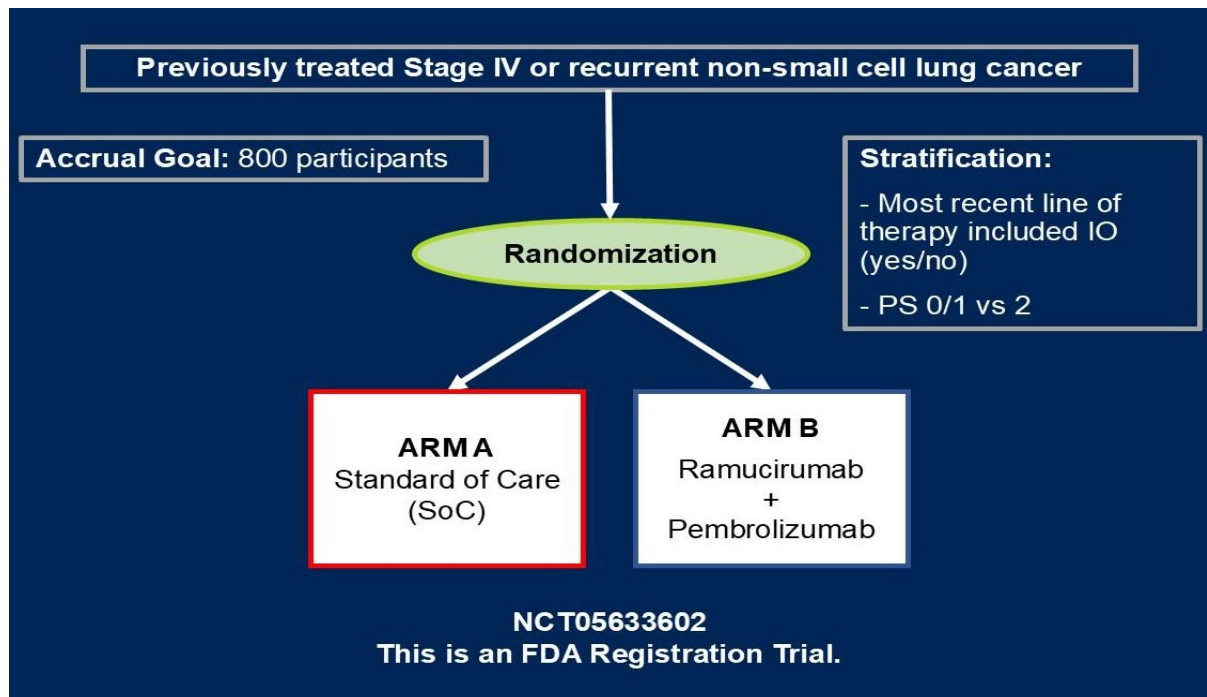 Previously treated Stage IV or recurrent non-small cell lung cancer
Accrual Goal: 800 participants
Stratification:
- Most recent line of
therapy included IO
(yes/no)
- PS 0/1 vs 2
Randomization
ARM A
Standard of Care
(SoC)
ARM B
Ramucirumab
+
Pembrolizumab
NCT05633602
This is an FDA Registration Trial.